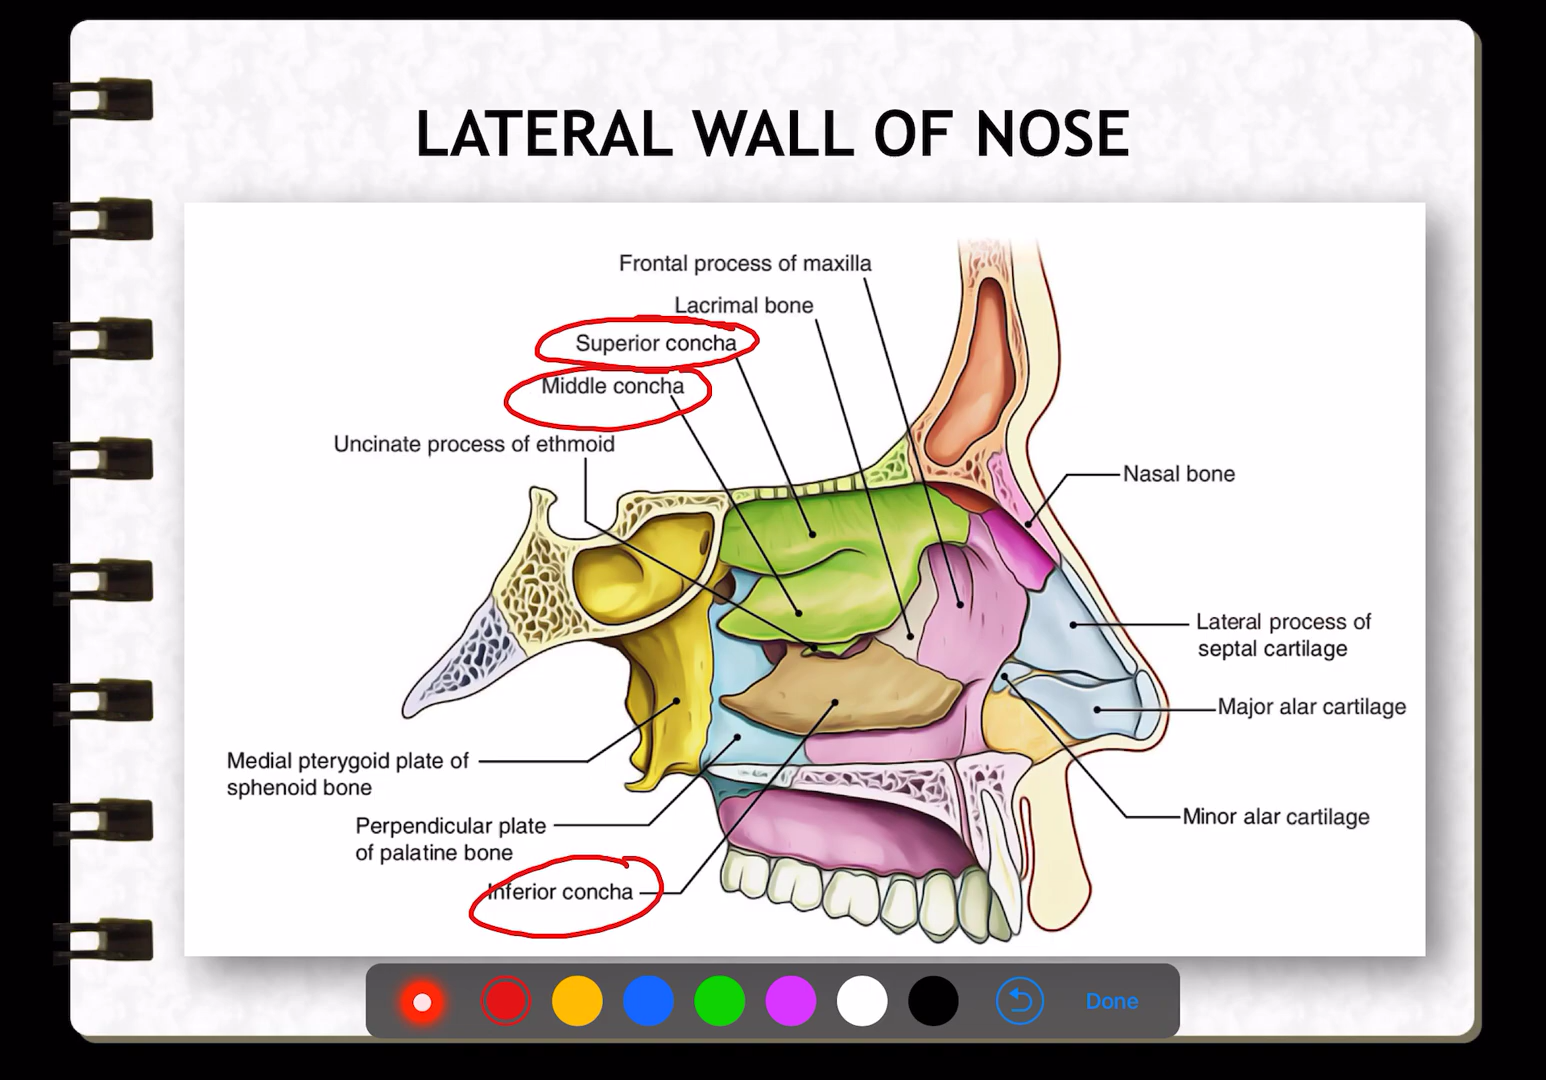 LATERAL WALL OF NOSE
Frontal process of maxilla
Lacrimal bone
Superior concha
Middle concha
Uncinate process of ethmoid
Nasal bone
Lateral process of
septal cartilage
Major alar cartilage
Medial pterygoid plate of
sphenoid bone
Minor alar cartilage
Perpendicular plate
of palatine bone
Inferior concha
Done